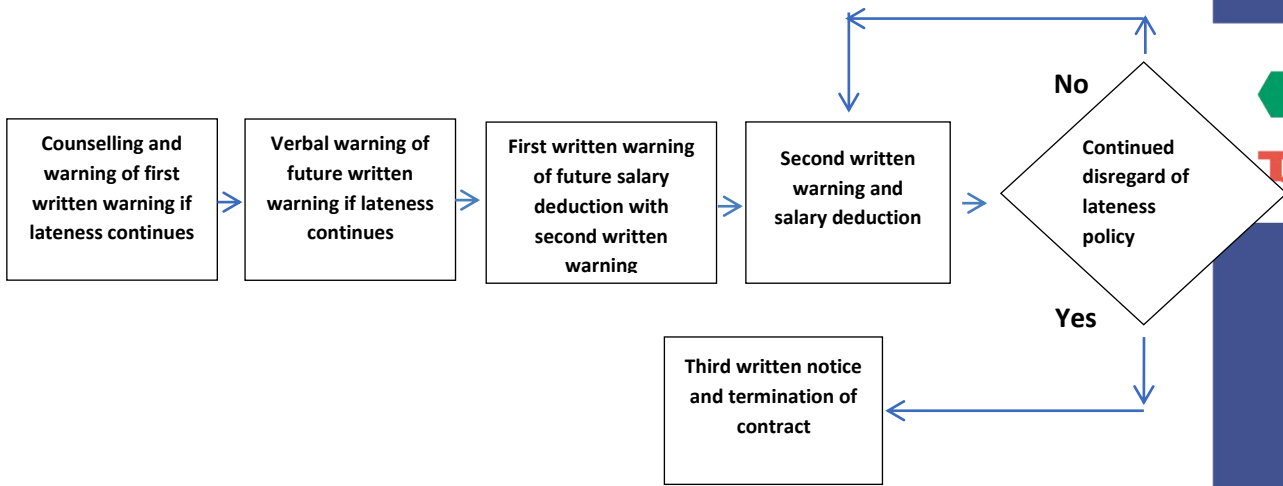 Counselling and
warning of first
written warning if
lateness continues
Verbal warning of
future written
warning if lateness
continues
First written warning
of future salary
deduction with
second written
warning
Second written
warning and
salary deduction
No
Continued
disregard of
lateness
policy
Yes
Third written notice
and termination of
contract